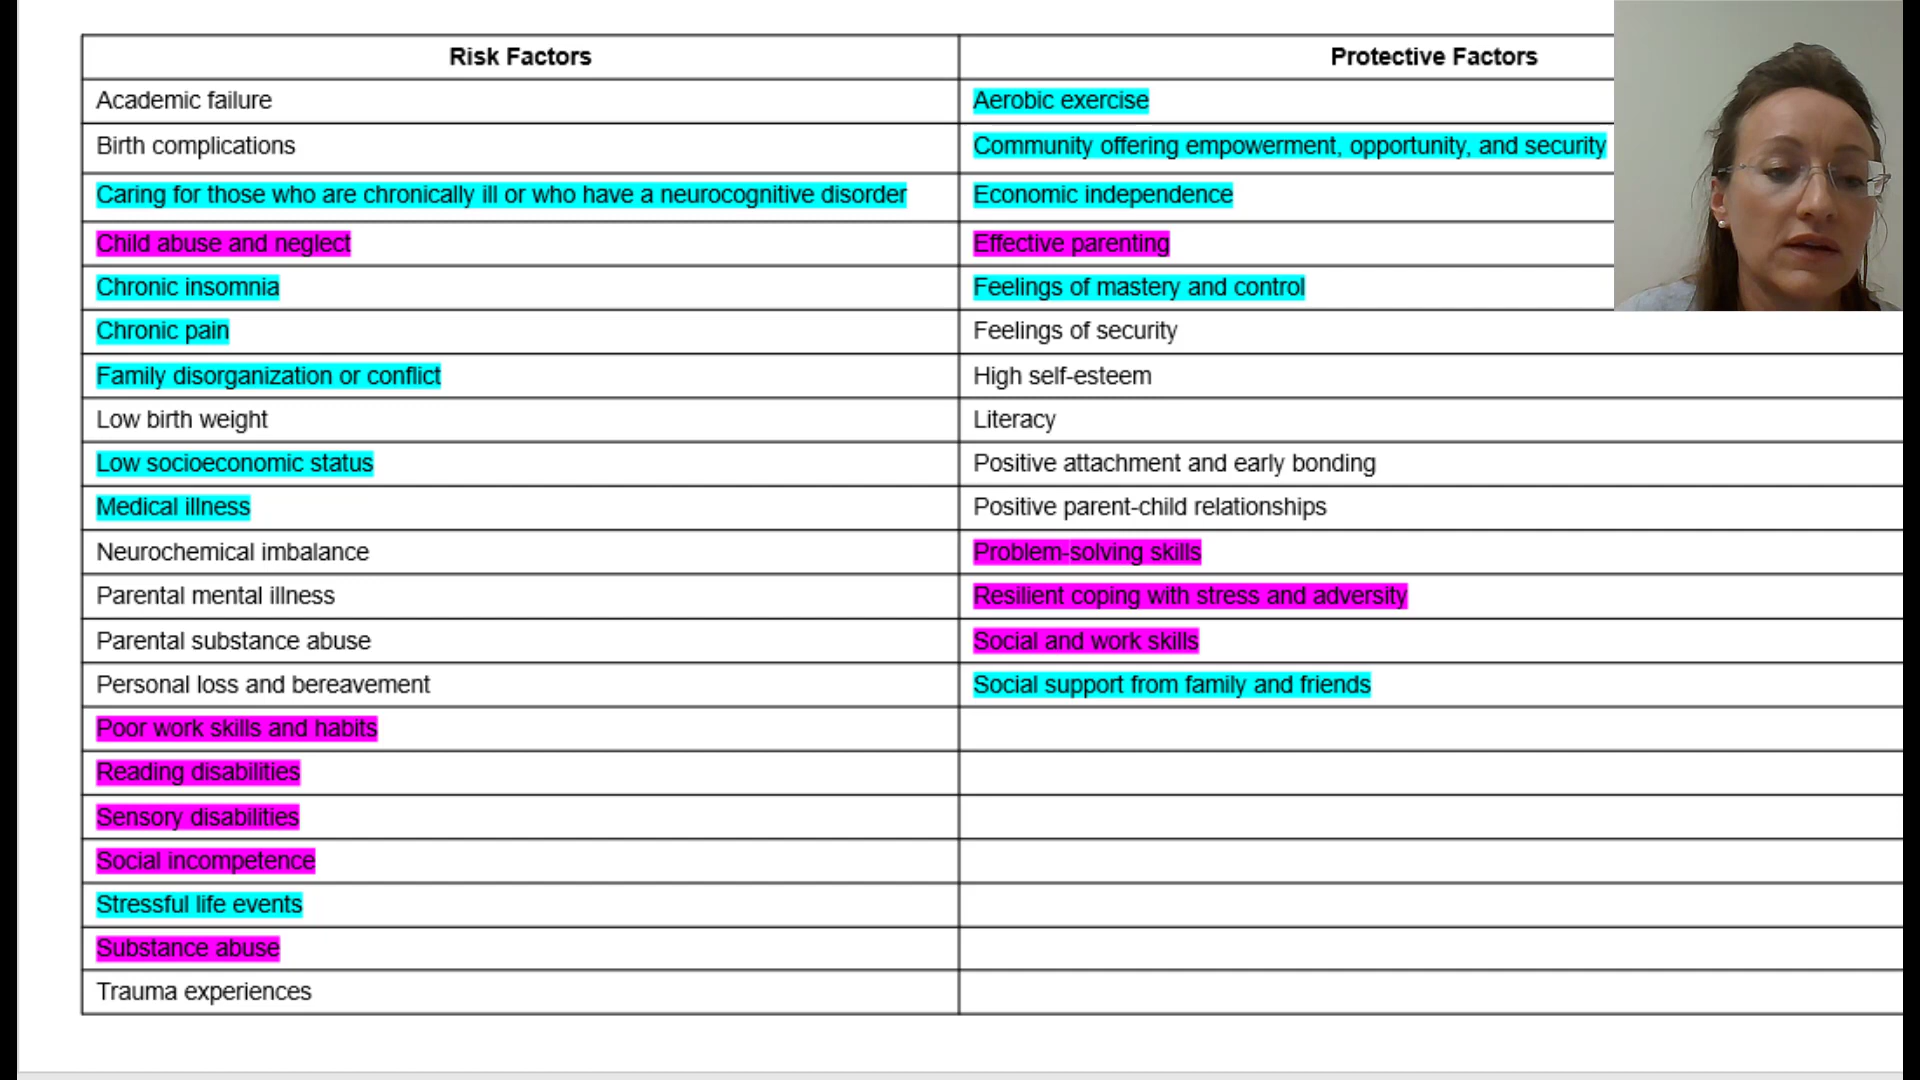 Risk Factors
Protective Factors
Academic failure
Aerobic exercise
Birth complications
Community offering empowerment, opportunity, and security
Caring for those who are chronically ill or who have a neurocognitive disorder
Economic independence
Child abuse and neglect
Effective parenting
Chronic insomnia
Feelings of mastery and control
Chronic pain
Feelings of security
Family disorganization or conflict
High self-esteem
Low birth weight
Literacy
Low socioeconomic status
Positive attachment and early bonding
Medical illness
Positive parent-child relationships
Neurochemical imbalance
Problem-solving skills
Parental mental illness
Resilient coping with stress and adversity
Parental substance abuse
Social and work skills
Personal loss and bereavement
Social support from family and friends
Poor work skills and habits
Reading disabilities
Sensory disabilities
Social incompetence
Stressful life events
Substance abuse
Trauma experiences